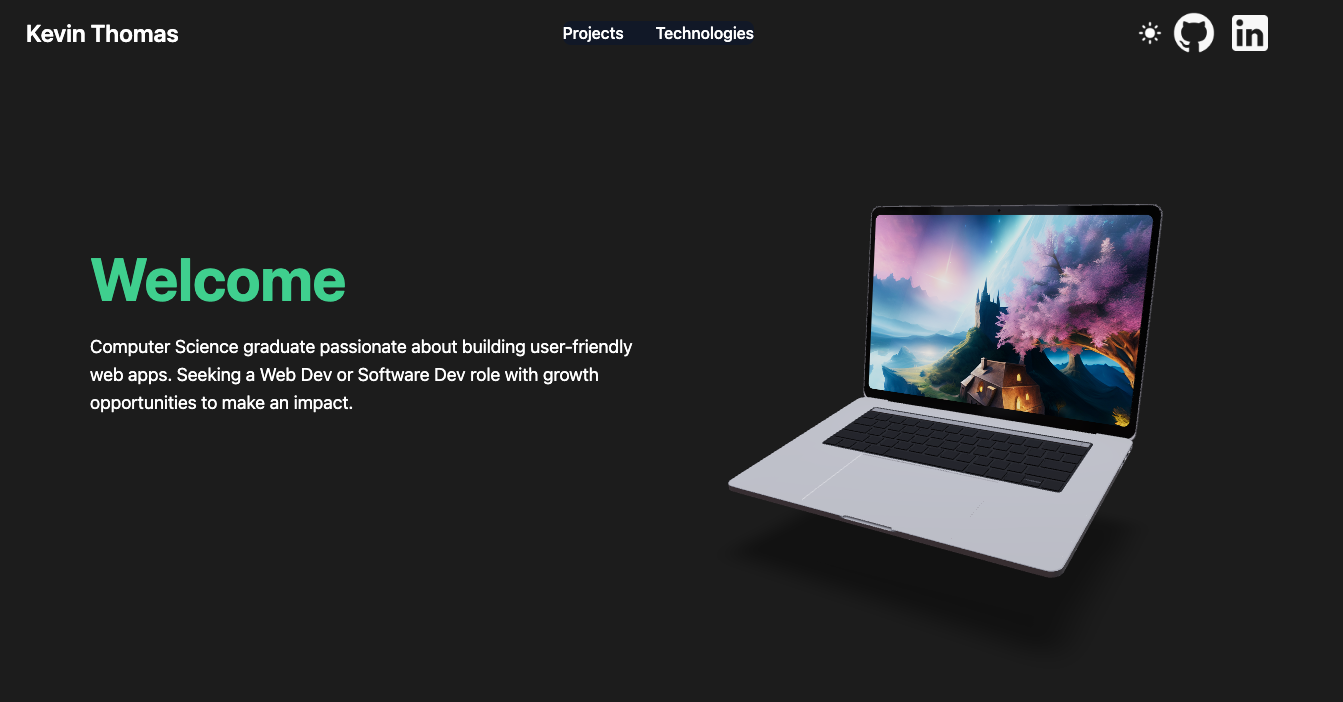 Kevin Thomas
Projects Technologies
in
Welcome
Computer Science graduate passionate about building user-friendly
web apps. Seeking a Web Dev or Software Dev role with growth
opportunities to make an impact.